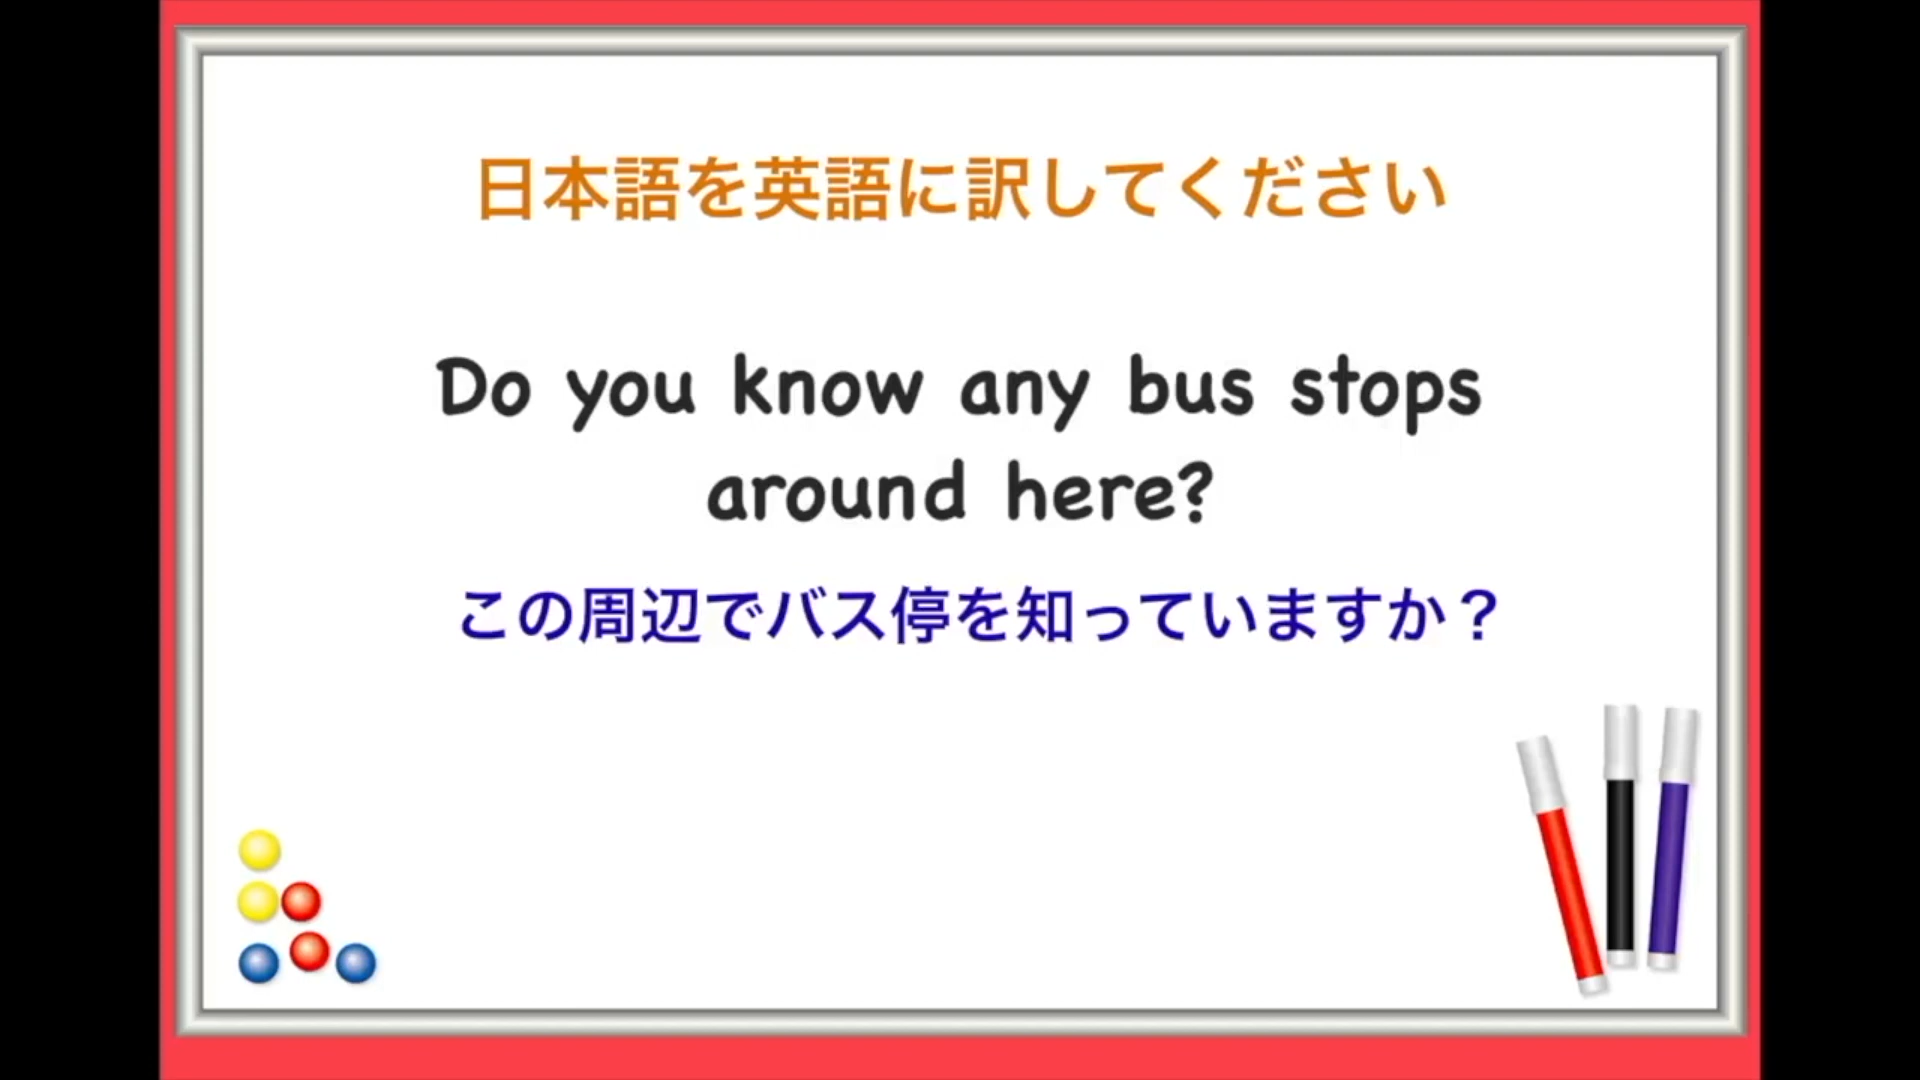 日本語を英語に訳してください
Do you know any bus stops
around here?
この周辺でバス停を知っていますか？